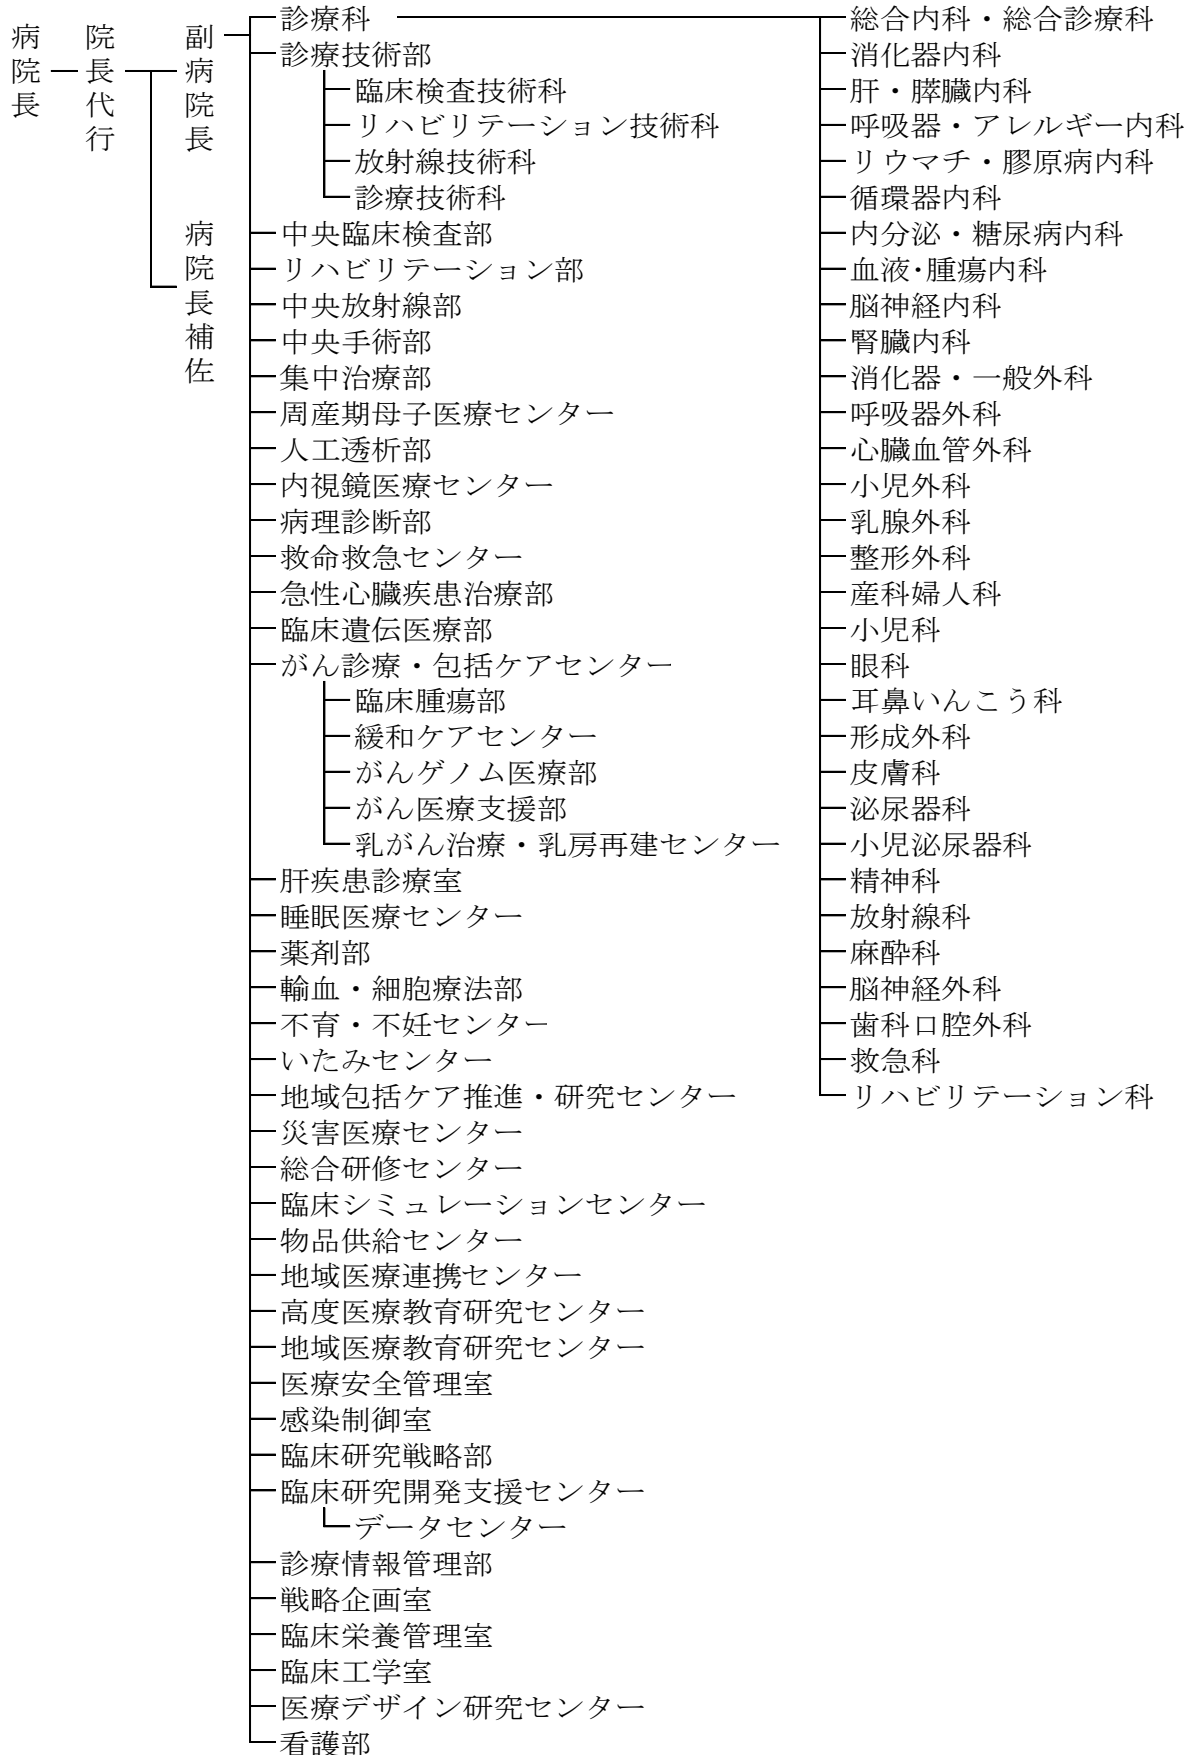 病院長
院長代行
副病院長
病院長補佐
診療科
診療技術部
臨床検査技術科
リハビリテーション技術科
放射線技術科
診療技術科
中央臨床検査部
リハビリテーション部
中央放射線部
中央手術部
集中治療部
周産期母子医療センター
人工透析部
内視鏡医療センター
病理診断部
救命救急センター
急性心臓疾患治療部
臨床遺伝医療部
がん診療・包括ケアセンター
臨床腫瘍部
緩和ケアセンター
がんゲノム医療部
がん医療支援部
乳がん治療・乳房再建センター
肝疾患診療室
睡眠医療センター
薬剤部
輸血・細胞療法部
不育・不妊センター
いたみセンター
地域包括ケア推進・研究センター
災害医療センター
総合研修センター
臨床シミュレーションセンター
物品供給センター
地域医療連携センター
高度医療教育研究センター
地域医療教育研究センター
医療安全管理室
感染制御室
臨床研究戦略部
臨床研究開発支援センター
データセンター
診療情報管理部
戦略企画室
臨床栄養管理室
臨床工学室
医療デザイン研究センター
看護部
総合内科・総合診療科
消化器内科
肝・膵臓内科
呼吸器・アレルギー内科
リウマチ・膠原病内科
循環器内科
内分泌・糖尿病内科
血液・腫瘍内科
脳神経内科
腎臓内科
消化器・一般外科
呼吸器外科
心臓血管外科
小児外科
乳腺外科
整形外科
産科婦人科
小児科
眼科
耳鼻いんこう科
形成外科
皮膚科
泌尿器科
小児泌尿器科
精神科
放射線科
麻酔科
脳神経外科
歯科口腔外科
救急科
リハビリテーション科